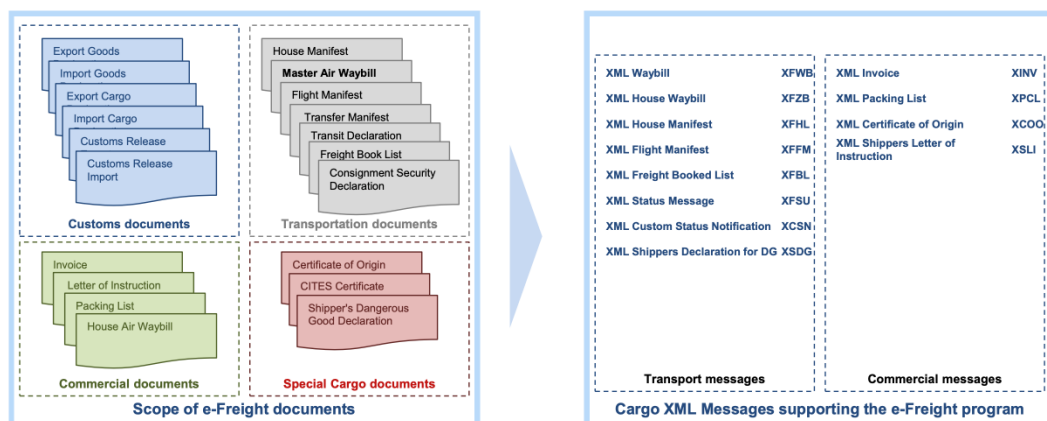 Export Goods
Import Goods
Export Cargo
Import Cargo
Customs Release
Customs Release
Import
Customs documents
House Manifest
Master Air Waybill
Flight Manifest
Transfer Manifest
Transit Declaration
Freight Book List
Consignment Security
Declaration
Transportation documents
Invoice
Letter of Instruction
Packing List
House Air Waybill
Commercial documents
Certificate of Origin
CITES Certificate
Shipper's Dangerous
Good Declaration
Special Cargo documents
Scope of e-Freight documents
XML Waybill XFWB
XML House Waybill XFZB
XML House Manifest XFHL
XML Flight Manifest XFFM
XML Freight Booked List XFBL
XML Status Message XFSU
XML Custom Status Notification XCSN
XML Shippers Declaration for DG XSDG
Transport messages
XML Invoice XINV
XML Packing List XPCL
XML Certificate of Origin XCOO
XML Shippers Letter of XSLI
Instruction
Commercial messages
Cargo XML Messages supporting the e-Freight program